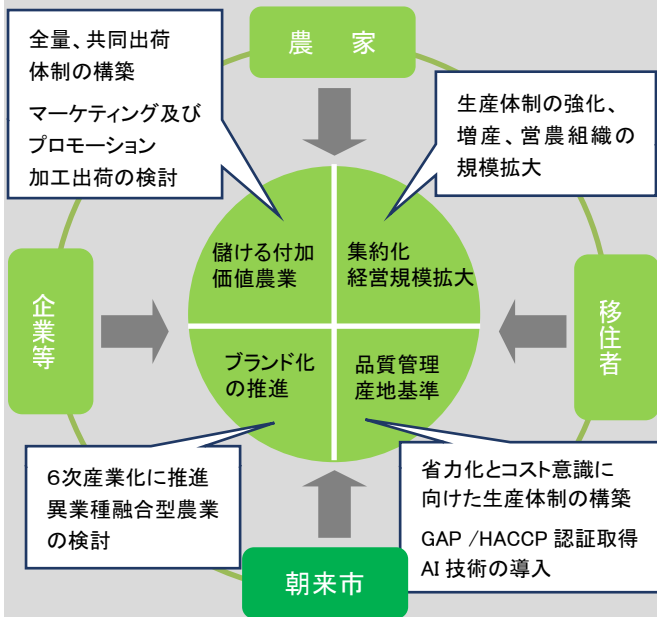 農　家
全量、共同出荷
体制の構築
マーケティング及び
プロモーション
加工出荷の検討
生産体制の強化、
増産、営農組織の
規模拡大
儲ける付加
価値農業
集約化
経営規模拡大
企業等
移住者
ブランド化
の推進
品質管理
産地基準
6次産業化に推進
異業種融合型農業
の検討
省力化とコスト意識に
向けた生産体制の構築
GAP /HACCP 認証取得
AI 技術の導入
朝来市